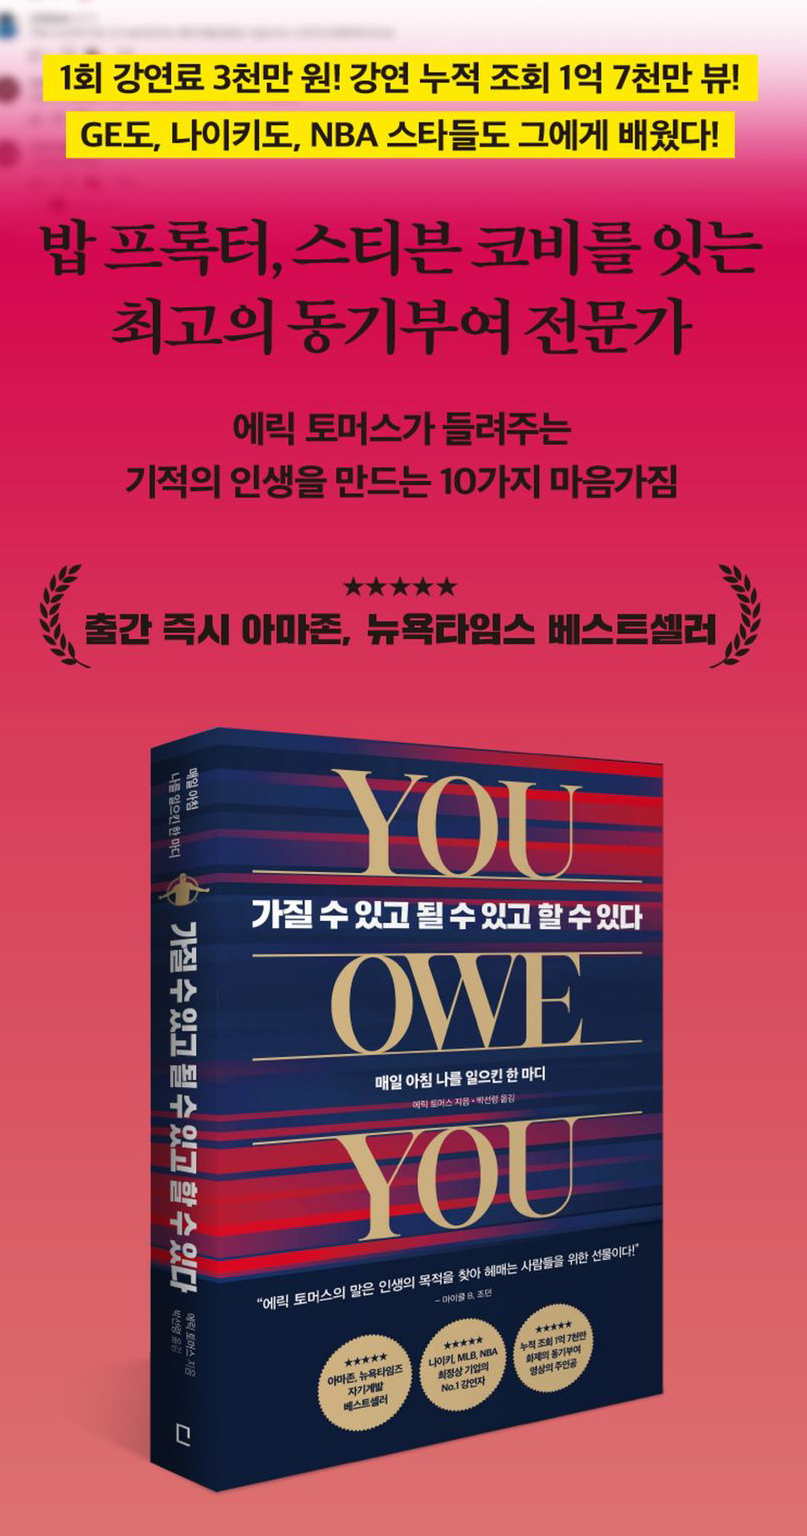 1회 강연료 3천만 원! 강연 누적 조회 1억 7천만 뷰!
GE도, 나이키도, NBA 스타들도 그에게 배웠다!
밥 프록터, 스티븐 코비를 잇는
최고의 동기부여 전문가
에릭 토머스가 들려주는
기적의 인생을 만드는 10가지 마음가짐
★★★★★
출간 즉시 아마존, 뉴욕타임스 베스트셀러
매일 아침
나를 일으킨 한 마디
가질 수 있고 될 수 있고 할 수 있다
에릭 토머스 지음
박선령 옮김
YOU
가질 수 있고 될 수 있고 할 수 있다
OWE
매일 아침 나를 일으킨 한 마디
에릭 토머스 지음 • 박선령 옮김
YOU
“에릭 토머스의 말은 인생의 목적을 찾아 헤매는 사람들을 위한 선물이다!”
- 마이클 B. 조던
★★★★★
아마존, 뉴욕타임즈
자기계발
베스트셀러
★★★★★
나이키, MLB, NBA
최정상 기업의
No.1 강연자
★★★★★
누적 조회 1억 7천만
화제의 동기부여
영상의 주인공